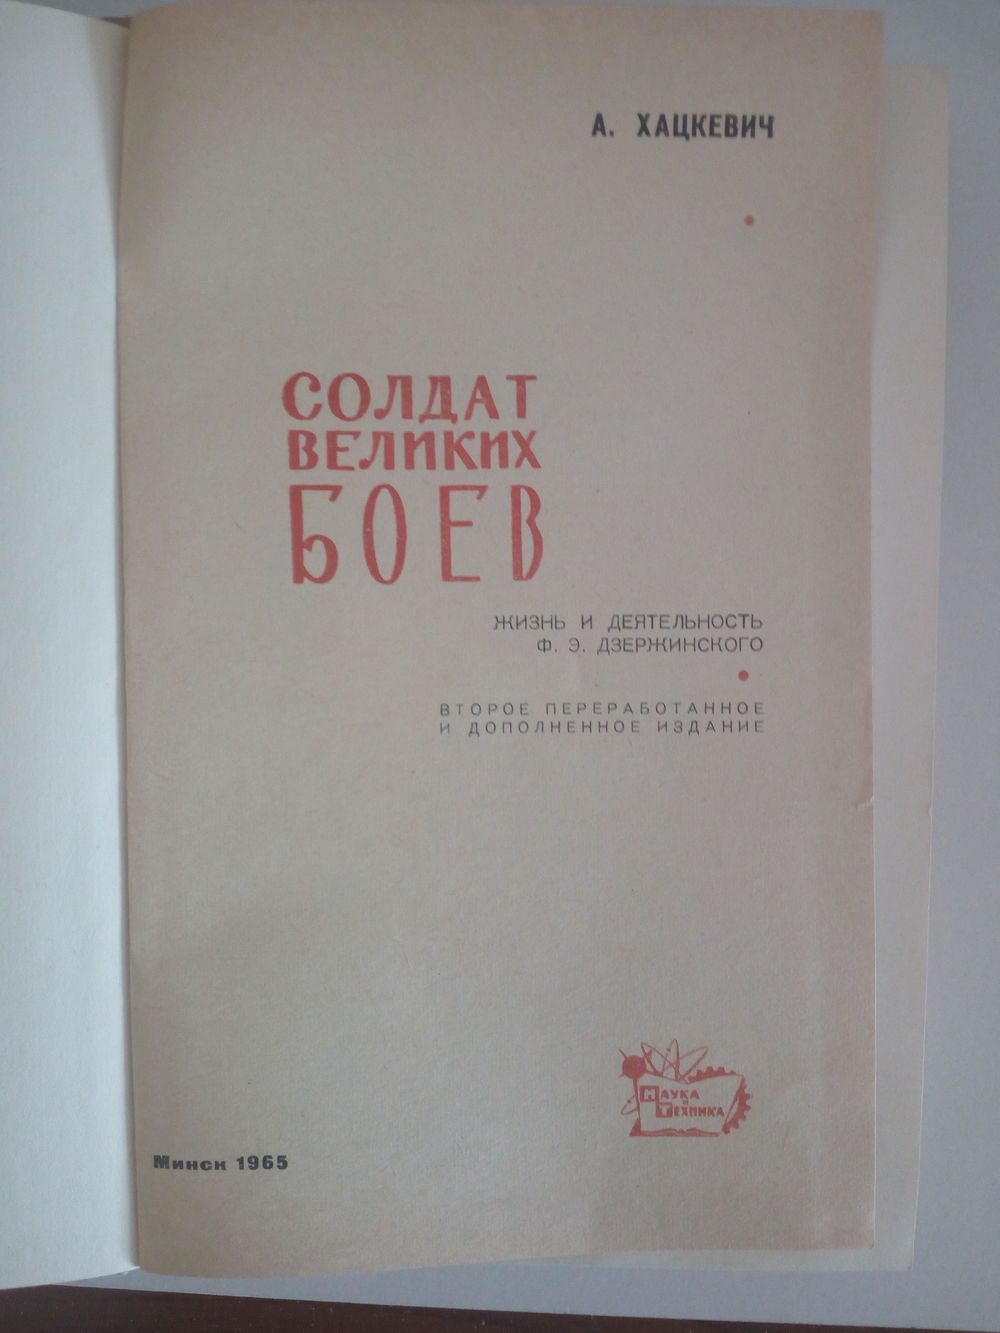 А. ХАЦКЕВИЧ
СОЛДАТ
ВЕЛИКИХ
БОЕВ
ЖИЗНЬ И ДЕЯТЕЛЬНОСТЬ
Ф. Э. ДЗЕРЖИНСКОГО
ВТОРОЕ ПЕРЕРАБОТАННОЕ
И ДОПОЛНЕННОЕ ИЗДАНИЕ
НАУКА
И
ТЕХНИКА
Минск 1965